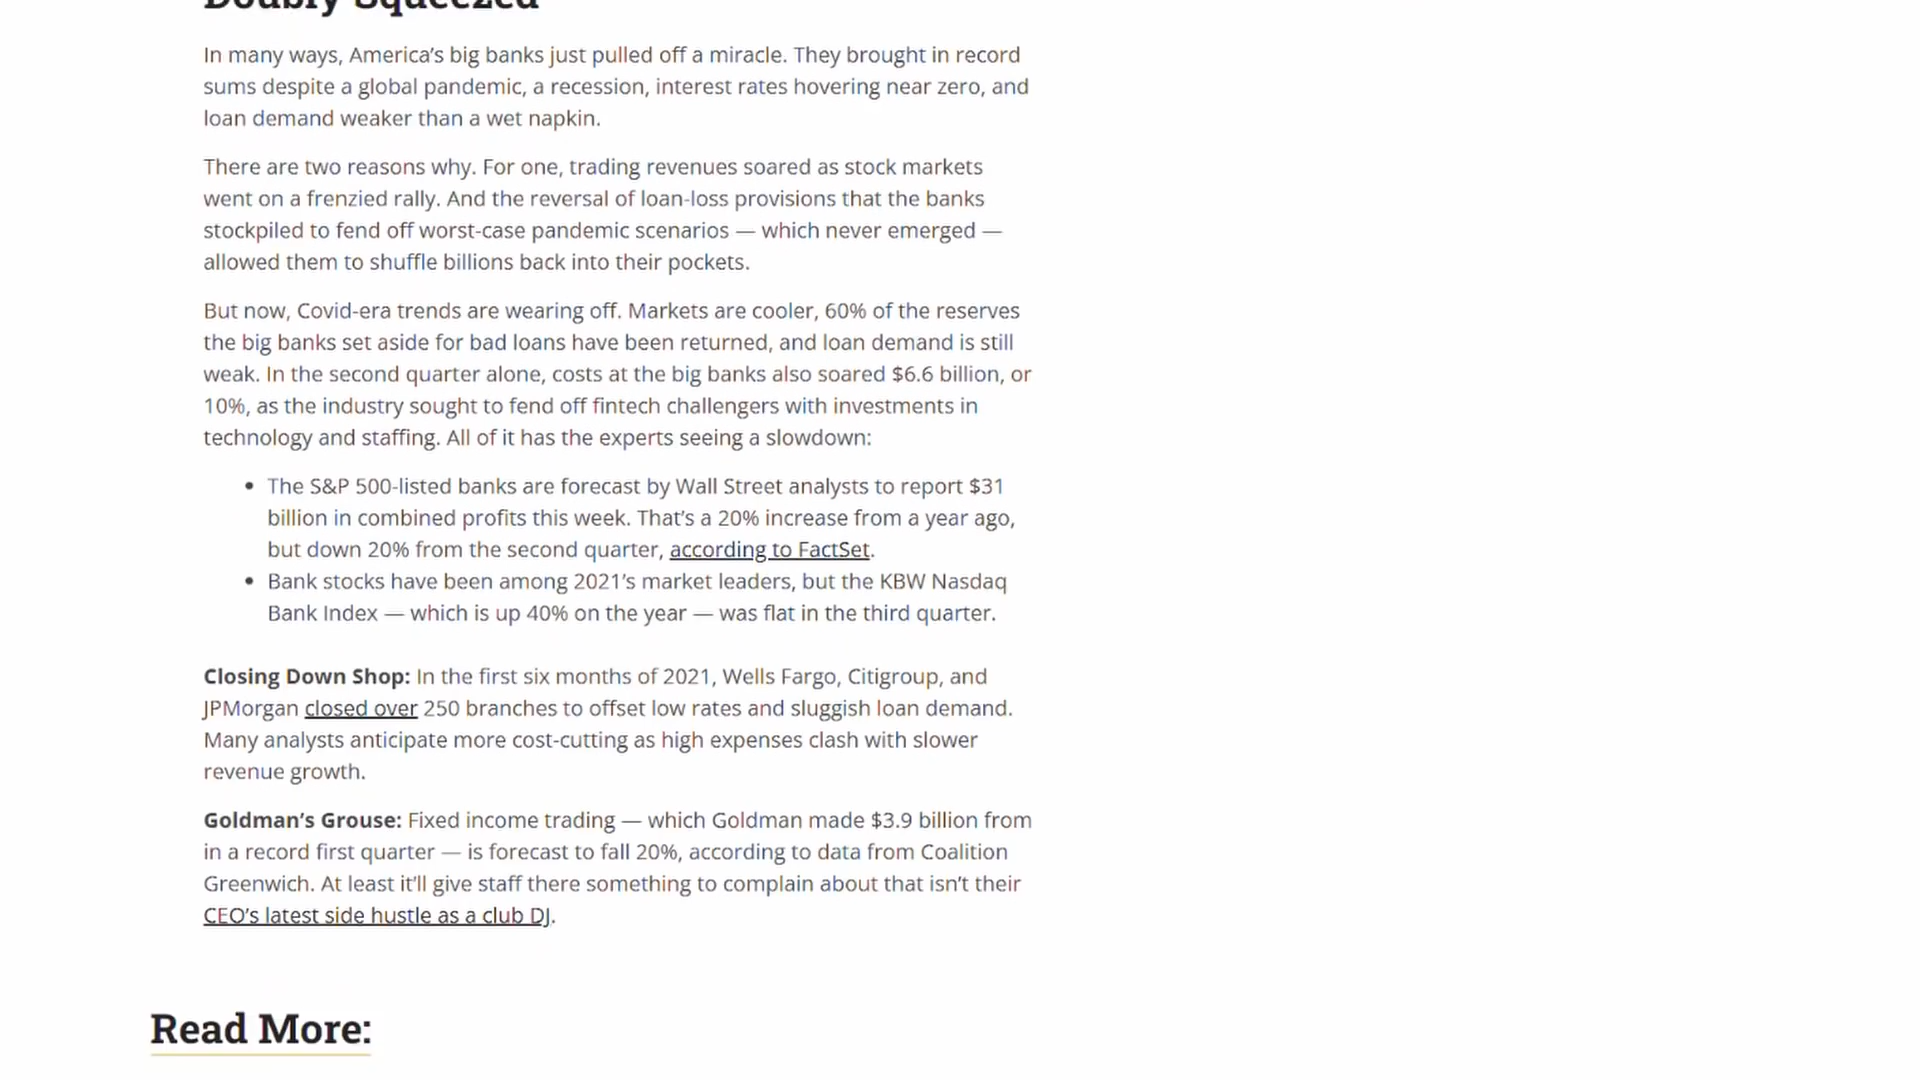 Doubly Squeezed
In many ways, America’s big banks just pulled off a miracle. They brought in record
sums despite a global pandemic, a recession, interest rates hovering near zero, and
loan demand weaker than a wet napkin.
There are two reasons why. For one, trading revenues soared as stock markets
went on a frenzied rally. And the reversal of loan-loss provisions that the banks
stockpiled to fend off worst-case pandemic scenarios — which never emerged —
allowed them to shuffle billions back into their pockets.
But now, Covid-era trends are wearing off. Markets are cooler, 60% of the reserves
the big banks set aside for bad loans have been returned, and loan demand is still
weak. In the second quarter alone, costs at the big banks also soared $6.6 billion, or
10%, as the industry sought to fend off fintech challengers with investments in
technology and staffing. All of it has the experts seeing a slowdown:
• The S&P 500-listed banks are forecast by Wall Street analysts to report $31
billion in combined profits this week. That’s a 20% increase from a year ago,
but down 20% from the second quarter, according to FactSet.
• Bank stocks have been among 2021’s market leaders, but the KBW Nasdaq
Bank Index — which is up 40% on the year — was flat in the third quarter.
Closing Down Shop: In the first six months of 2021, Wells Fargo, Citigroup, and
JPMorgan closed over 250 branches to offset low rates and sluggish loan demand.
Many analysts anticipate more cost-cutting as high expenses clash with slower
revenue growth.
Goldman’s Grouse: Fixed income trading — which Goldman made $3.9 billion from
in a record first quarter — is forecast to fall 20%, according to data from Coalition
Greenwich. At least it’ll give staff there something to complain about that isn’t their
CEO’s latest side hustle as a club DJ.
Read More: